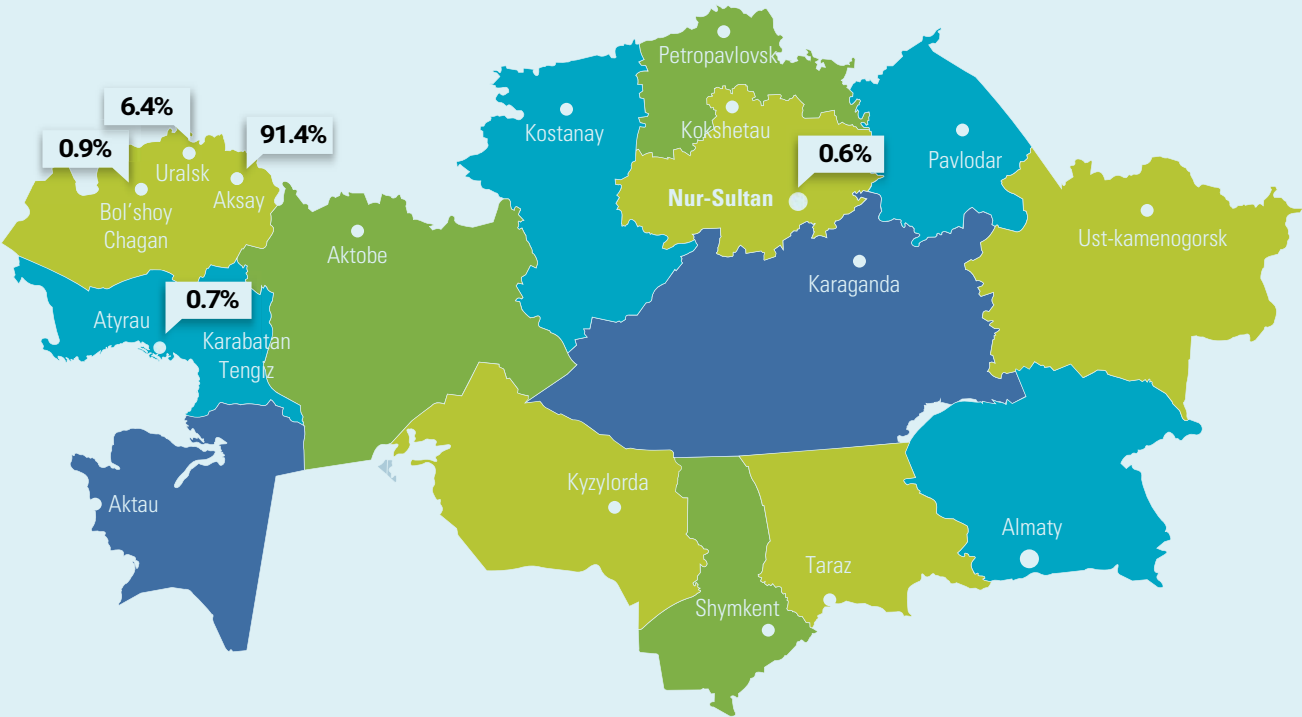 Petropavlovsk
6.4%
91.4%
Kostanay
Kokshetau
0.9%
0.6%
Pavlodar
Uralsk
Aksay
Nur-Sultan
Bol'shoy
Chagan
Ust-kamenogorsk
Aktobe
Karaganda
0.7%
Atyrau
Karabatan
Tengiz
Kyzylorda
Aktau
Almaty
Taraz
Shymkent